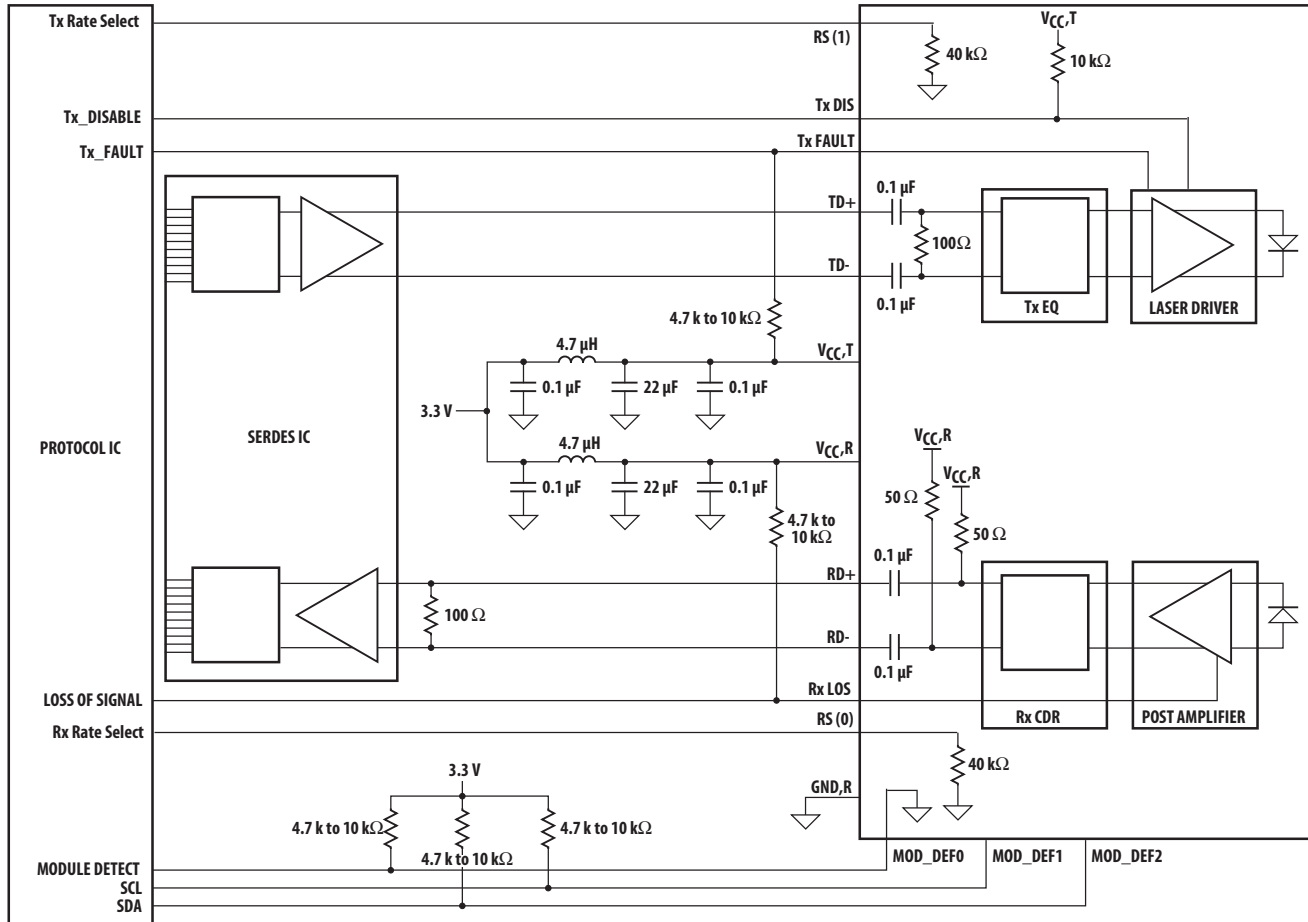 Tx Rate Select
RS (1)
40 kΩ
VCC,T
10 kΩ
Tx_DISABLE
Tx DIS
Tx_FAULT
Tx FAULT
0.1 µF
TD+
100Ω
TD-
0.1 µF
Tx EQ
LASER DRIVER
4.7 k to 10 kΩ
4.7 µH
VCC,T
0.1 µF
22 µF
0.1 µF
3.3 V
PROTOCOL IC
SERDES IC
4.7 µH
VCC,R
0.1 µF
22 µF
0.1 µF
4.7 k to
10 kΩ
VCC,R
VCC,R
50 Ω
50 Ω
0.1 µF
RD+
100 Ω
RD-
0.1 µF
LOSS OF SIGNAL
Rx LOS
Rx CDR
POST AMPLIFIER
Rx Rate Select
RS (0)
40 kΩ
3.3 V
GND,R
4.7 k to 10 kΩ
4.7 k to 10 kΩ
4.7 k to 10 kΩ
MODULE DETECT
MOD_DEF0
MOD_DEF1
MOD_DEF2
SCL
SDA